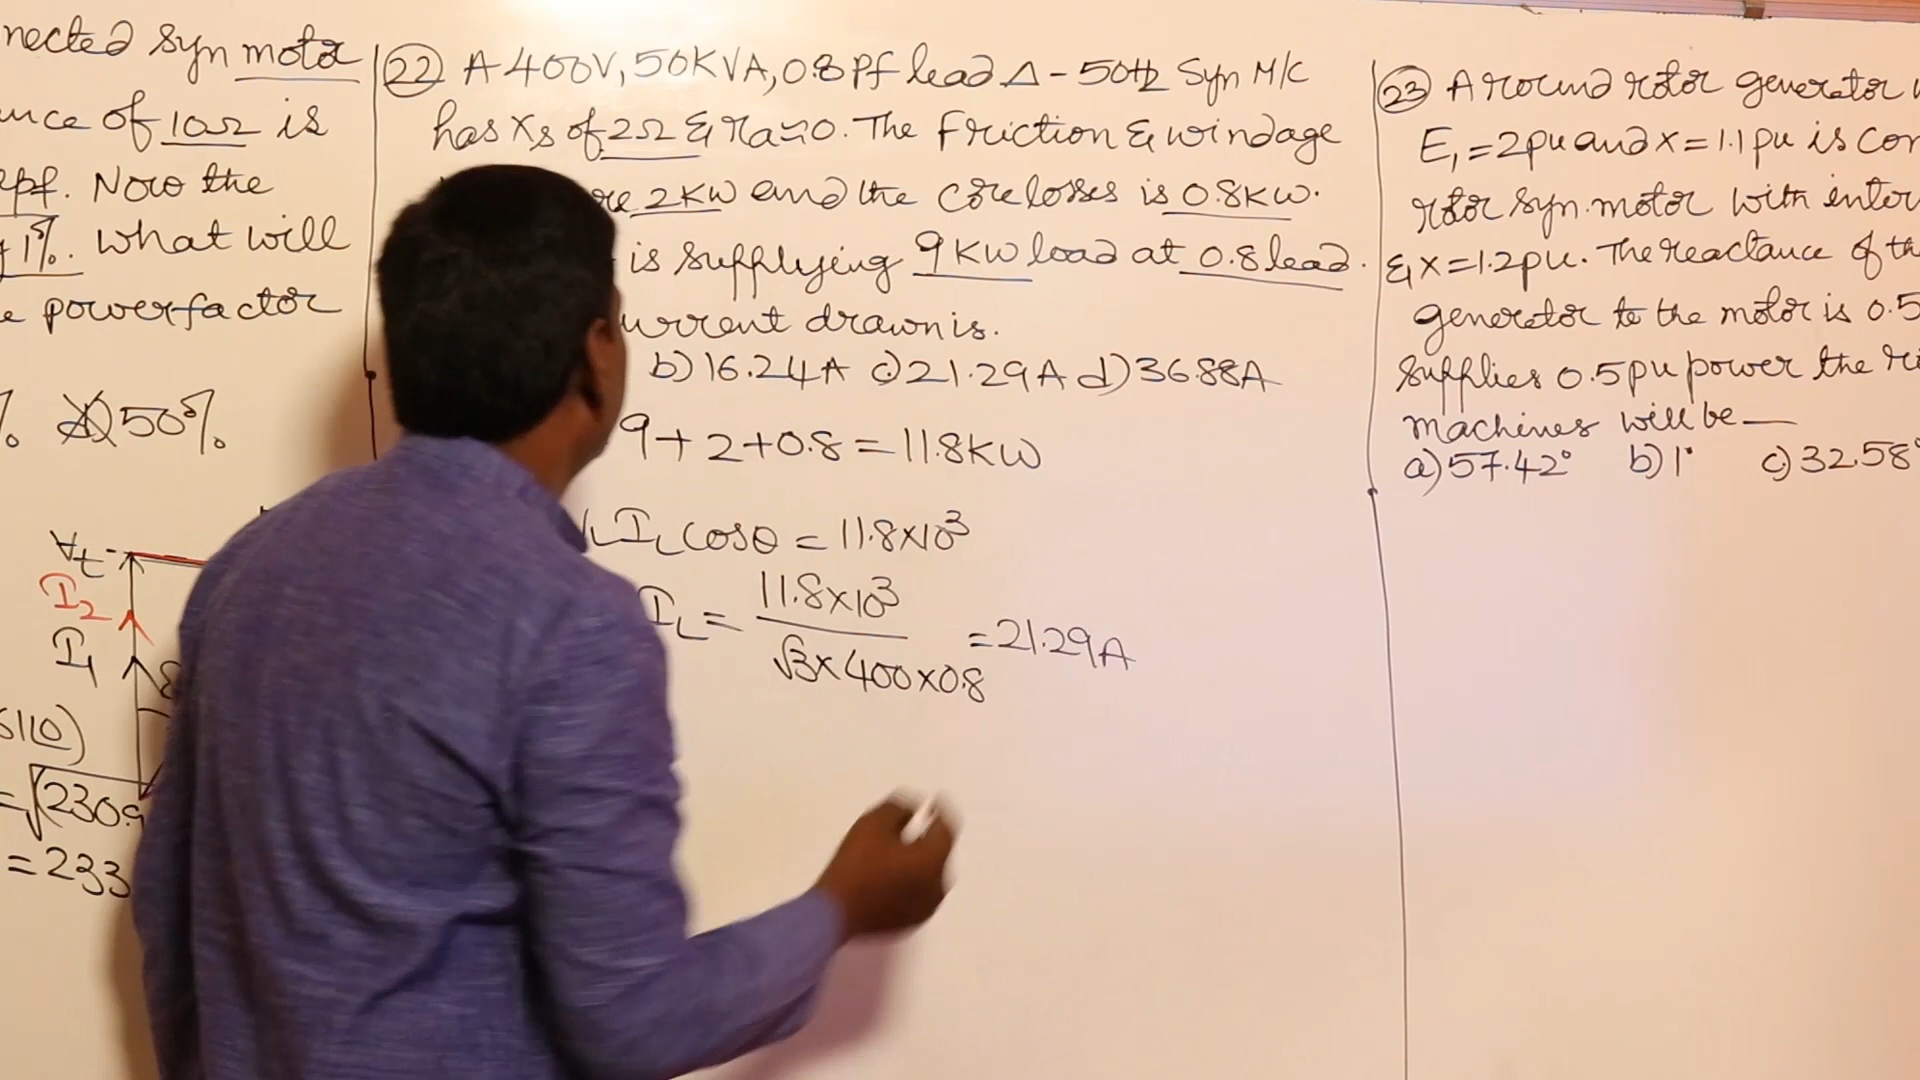 nected syn motor
ance of 10Ω is
pf. Now the
1%. what will
e powerfactor
% d) 50%
Vt
I2
I1
= √(230.9
= 233
22 A 400V, 50KVA, 0.8 Pf lead Δ - 50Hz Syn M/C
has Xs of 2Ω & ra≈0. The Friction & windage
re 2KW and the Core losses is 0.8KW.
is supplying 9KW load at 0.8 lead.
urrent drawn is.
b) 16.24A c) 21.29A d) 36.88A
9 + 2 + 0.8 = 11.8KW
L IL cosθ = 11.8×10³
IL = 11.8×10³ / √3×400×0.8 = 21.29A
23 A round rotor generator
E1 = 2pu and x = 1.1pu is con
rotor syn. motor with inter
& x = 1.2pu. The reactance of th
generator to the motor is 0.5
supplies 0.5pu power the
machines will be —
a) 57.42° b) 1° c) 32.58°